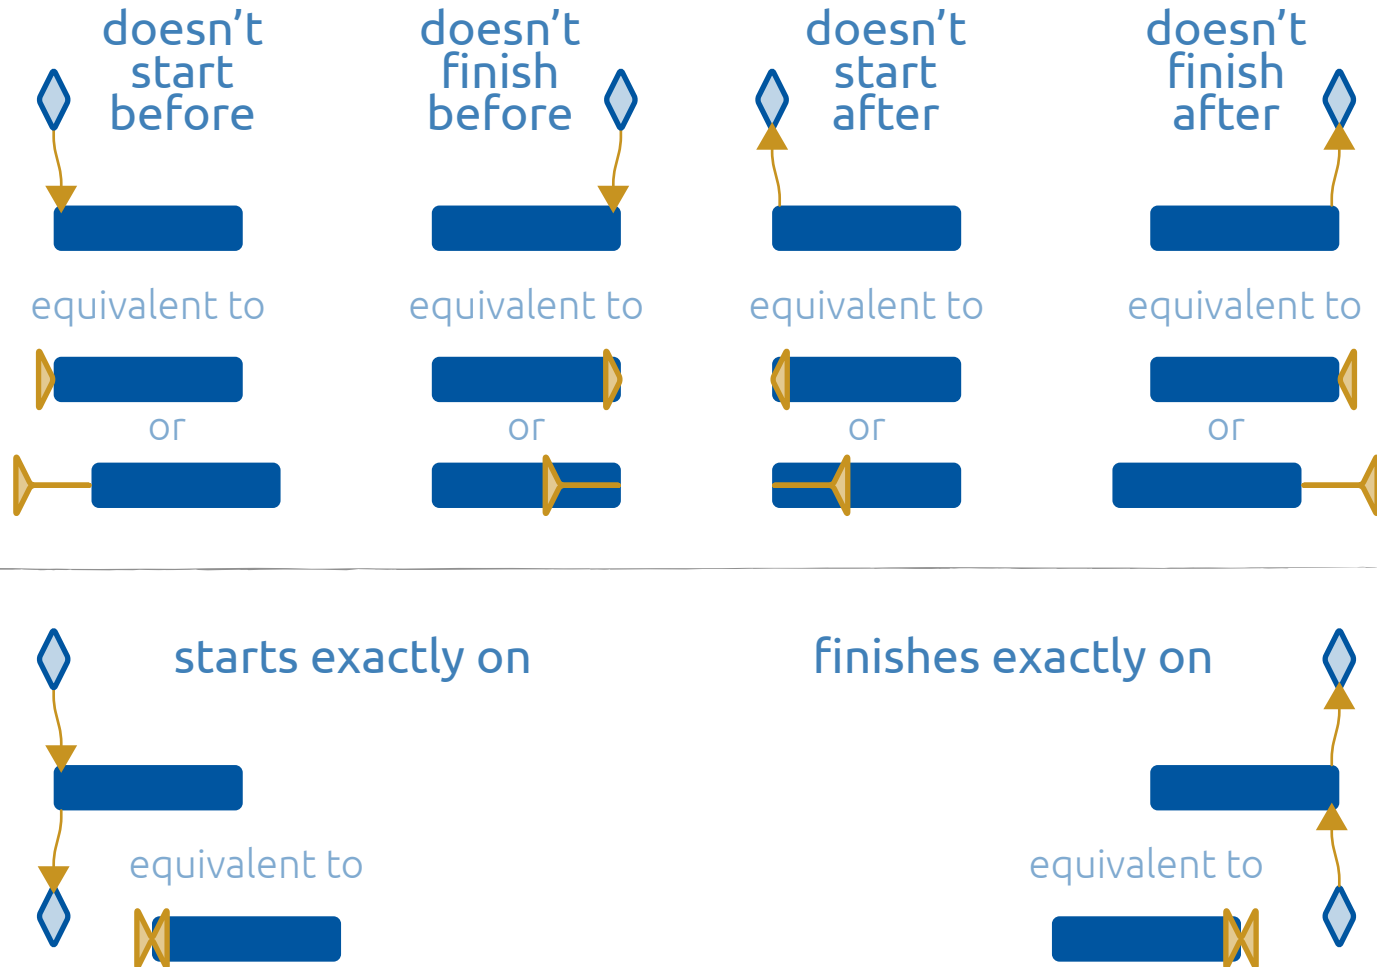 doesn’t
start
before
doesn’t
finish
before
doesn’t
start
after
doesn’t
finish
after
equivalent to
equivalent to
equivalent to
equivalent to
or
or
or
or
starts exactly on
finishes exactly on
equivalent to
equivalent to